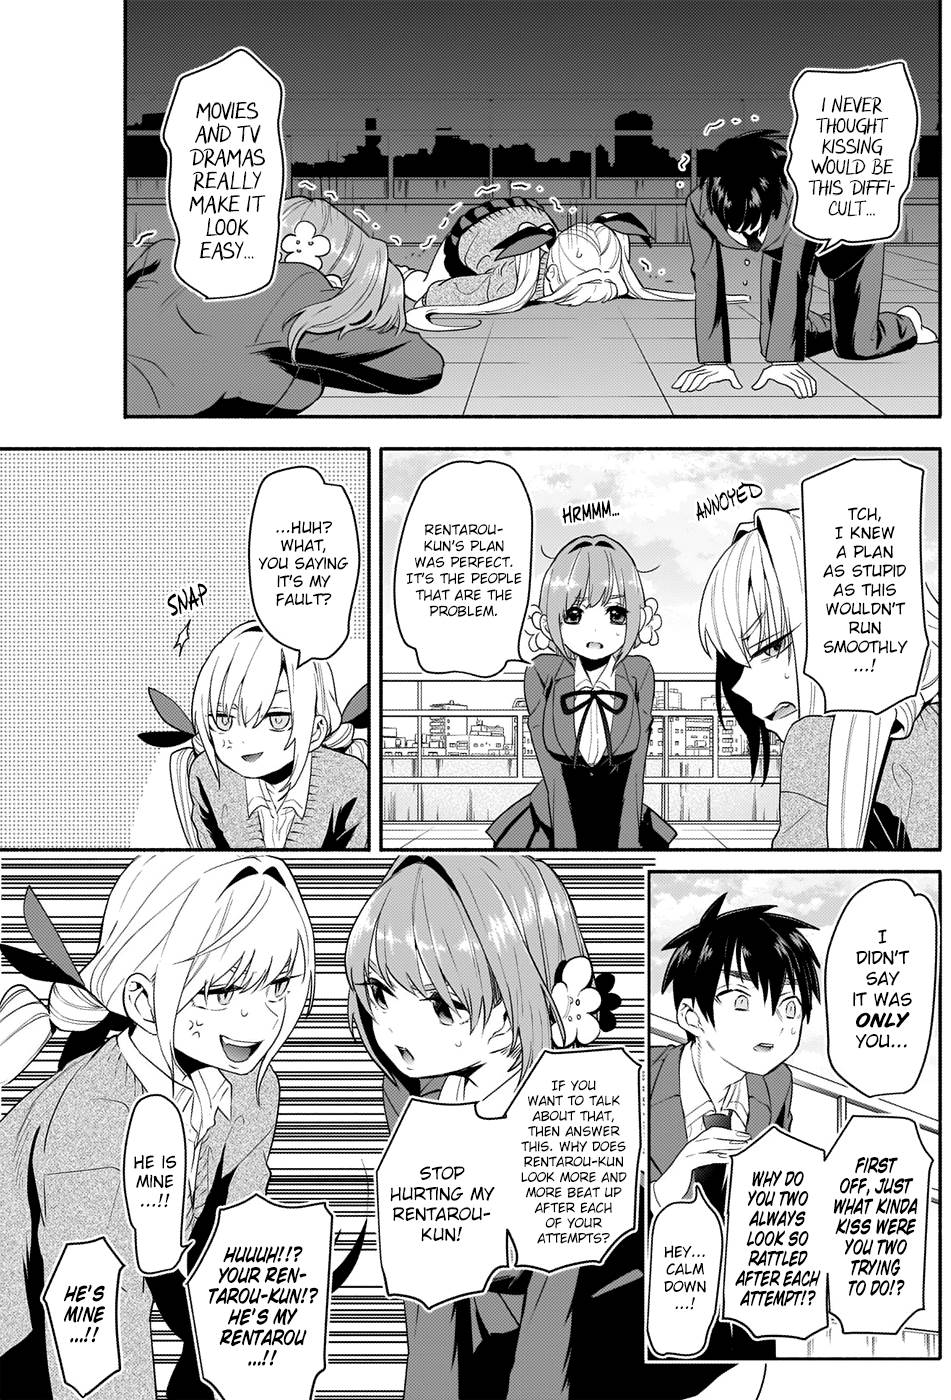 I NEVER
THOUGHT
KISSING
WOULD BE
THIS DIFFI-
CULT...
MOVIES
AND TV
DRAMAS
REALLY
MAKE IT
LOOK
EASY...
TCH,
I KNEW
A PLAN
AS STUPID
AS THIS
WOULDN'T
RUN
SMOOTHLY
...!
ANNOYED
HRMMM...
RENTAROU-
KUN'S PLAN
WAS PERFECT.
IT'S THE PEOPLE
THAT ARE THE
PROBLEM.
...HUH?
WHAT,
YOU SAYING
IT'S MY
FAULT?
SNAP
I
DIDN'T
SAY
IT WAS
ONLY
YOU...
FIRST
OFF, JUST
WHAT KINDA
KISS WERE
YOU TWO
TRYING
TO DO!?
WHY DO
YOU TWO
ALWAYS
LOOK SO
RATTLED
AFTER EACH
ATTEMPT!?
HEY...
CALM
DOWN
...!
IF YOU
WANT TO TALK
ABOUT THAT,
THEN ANSWER
THIS. WHY DOES
RENTAROU-KUN
LOOK MORE AND
MORE BEAT UP
AFTER EACH
OF YOUR
ATTEMPTS?
STOP
HURTING MY
RENTAROU-
KUN!
HUUUH!!?
YOUR REN-
TAROU-KUN!?
HE'S MY
RENTAROU
...!!
HE IS
MINE
...!!
HE'S
MINE
...!!